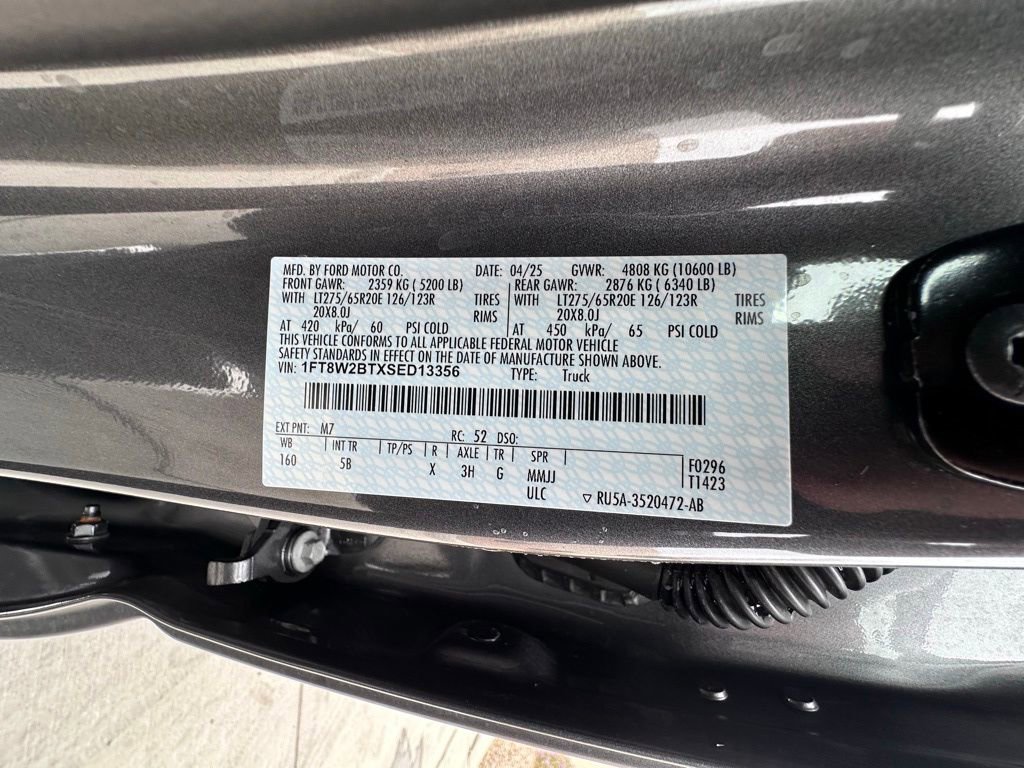 MFD. BY FORD MOTOR CO. DATE: 04/25 GVWR: 4808 KG (10600 LB)
FRONT GAWR: 2359 KG ( 5200 LB) REAR GAWR: 2876 KG ( 6340 LB)
WITH LT275/65R20E 126/123R TIRES WITH LT275/65R20E 126/123R TIRES
20X8.0J RIMS 20X8.0J RIMS
AT 420 kPa/ 60 PSI COLD AT 450 kPa/ 65 PSI COLD
THIS VEHICLE CONFORMS TO ALL APPLICABLE FEDERAL MOTOR VEHICLE
SAFETY STANDARDS IN EFFECT ON THE DATE OF MANUFACTURE SHOWN ABOVE.
VIN: 1FT8W2BTXSED13356 TYPE: Truck
EXT PNT: M7 RC: 52 DSO:
WB INT TR TP/PS R AXLE TR SPR F0296
160 5B X 3H G MMJJ T1423
ULC ▽ RU5A-3520472-AB